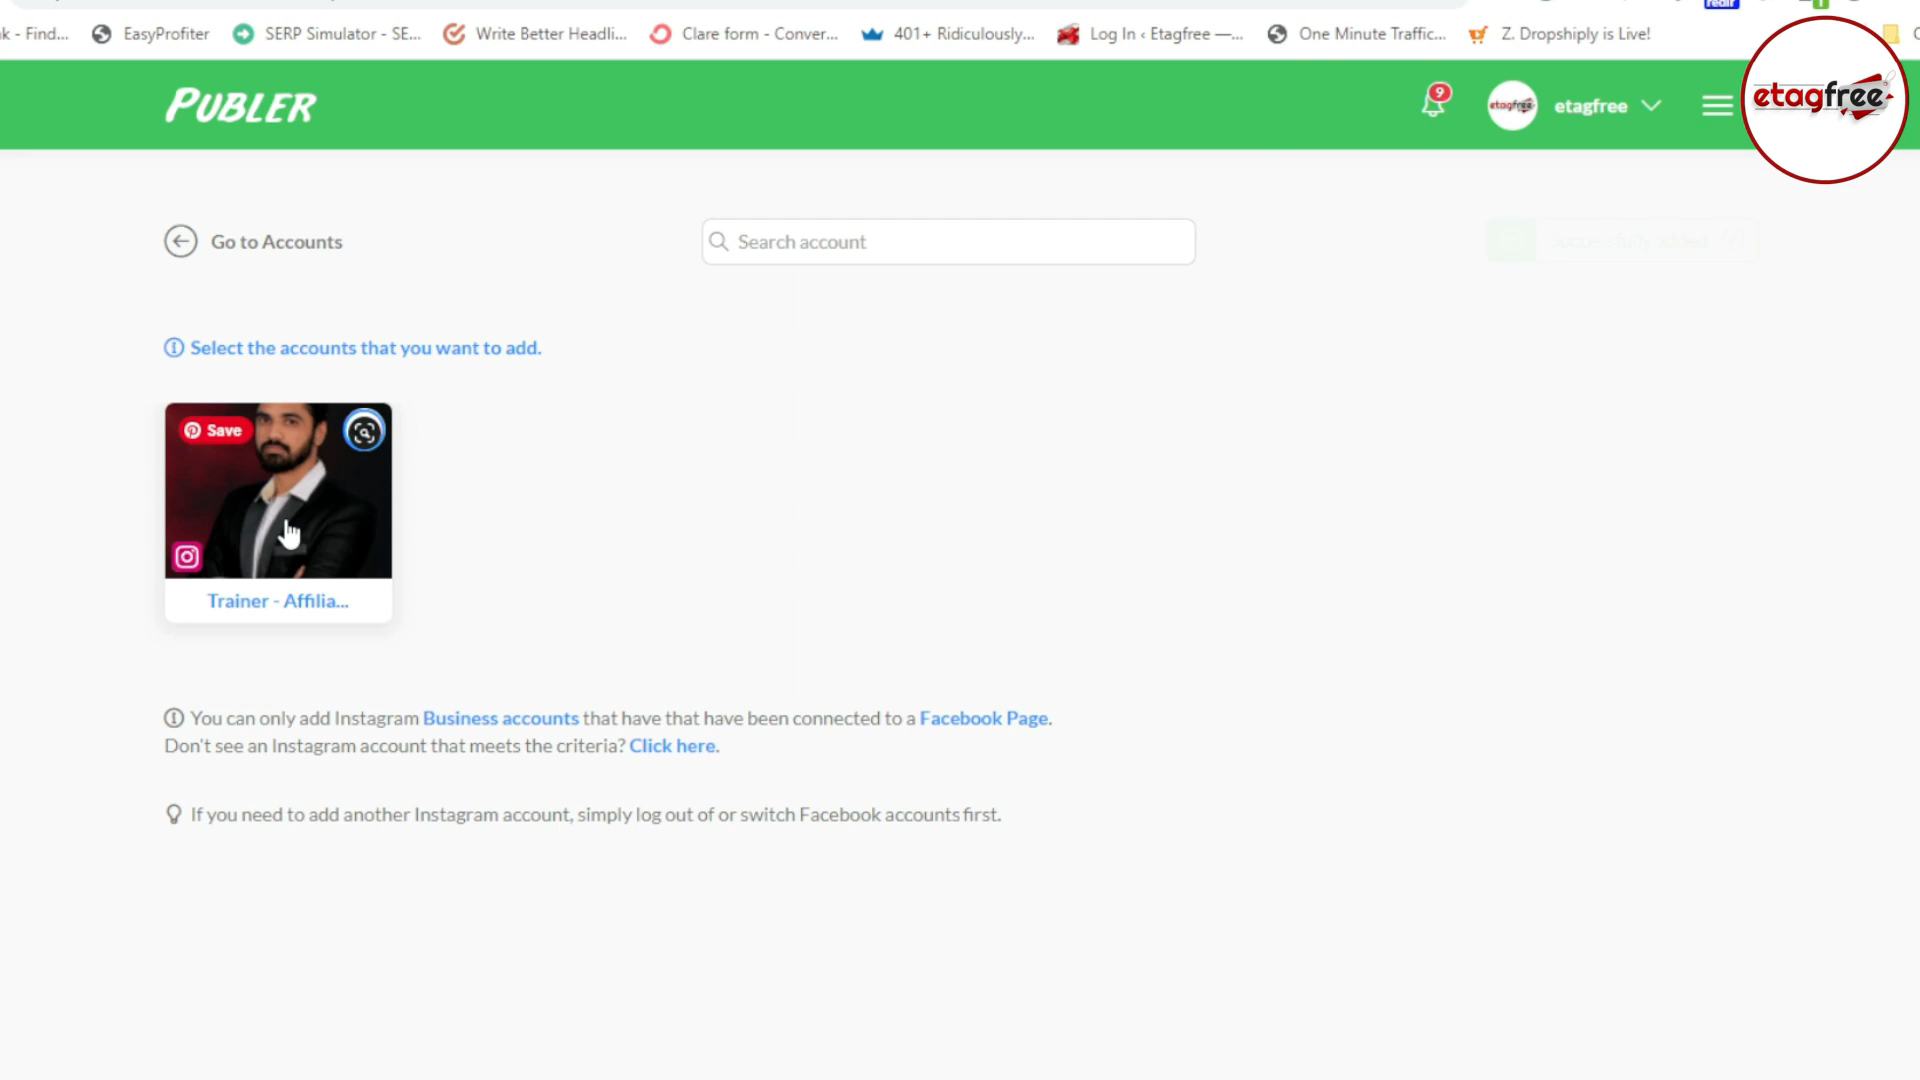 k - Find...
EasyProfiter
SERP Simulator - SE...
Write Better Headli...
Clare form - Conver...
401+ Ridiculously...
Log In ‹ Etagfree —...
One Minute Traffic...
Z. Dropshiply is Live!
PUBLER
9
etagfree
etagfree
etagfree
Go to Accounts
Search account
Successfully added
Select the accounts that you want to add.
Save
Trainer - Affilia...
You can only add Instagram Business accounts that have that have been connected to a Facebook Page.
Don't see an Instagram account that meets the criteria? Click here.
If you need to add another Instagram account, simply log out of or switch Facebook accounts first.